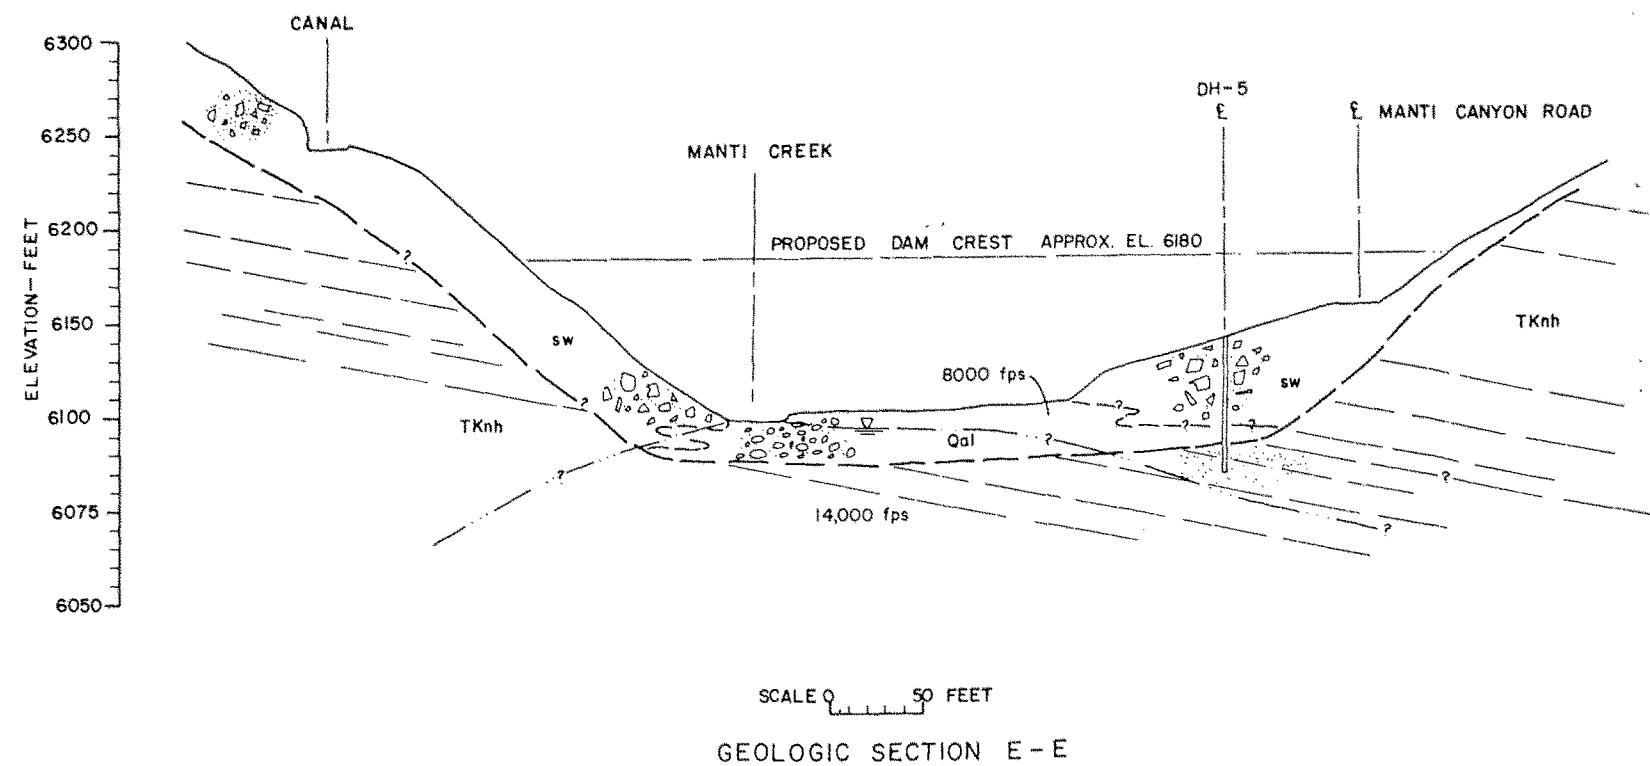 CANAL
6300
DH-5
℄
℄ MANTI CANYON ROAD
6250
MANTI CREEK
ELEVATION—FEET
6200
PROPOSED DAM CREST APPROX. EL. 6180
?
6150
TKnh
sw
8000 fps
sw
?
?
6100
TKnh
?
?
Qal
?
?
?
6075
14,000 fps
?
6050
SCALE 0 50 FEET
GEOLOGIC SECTION E-E